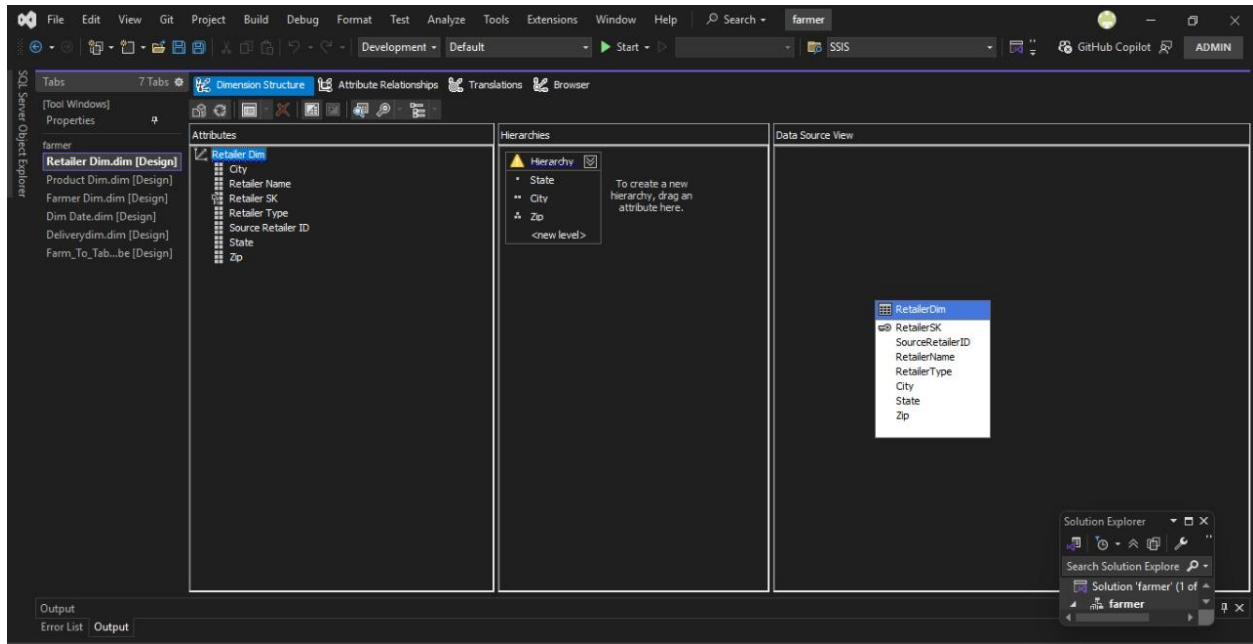 File Edit View Git Project Build Debug Format Test Analyze Tools Extensions Window Help Search farmer
Development Default Start SSIS GitHub Copilot ADMIN
SQL Server Object Explorer
Tabs 7 Tabs
[Tool Windows]
Properties
farmer
Retailer Dim.dim [Design]
Product Dim.dim [Design]
Farmer Dim.dim [Design]
Dim Date.dim [Design]
Deliverydim.dim [Design]
Farm_To_Tab...be [Design]
Dimension Structure Attribute Relationships Translations Browser
Attributes
Retailer Dim
City
Retailer Name
Retailer SK
Retailer Type
Source Retailer ID
State
Zip
Hierarchies
Hierarchy
State
City
Zip
<new level>
To create a new
hierarchy, drag an
attribute here.
Data Source View
RetailerDim
RetailerSK
SourceRetailerID
RetailerName
RetailerType
City
State
Zip
Solution Explorer
Search Solution Explore
Solution 'farmer' (1 of
farmer
Output
Error List Output